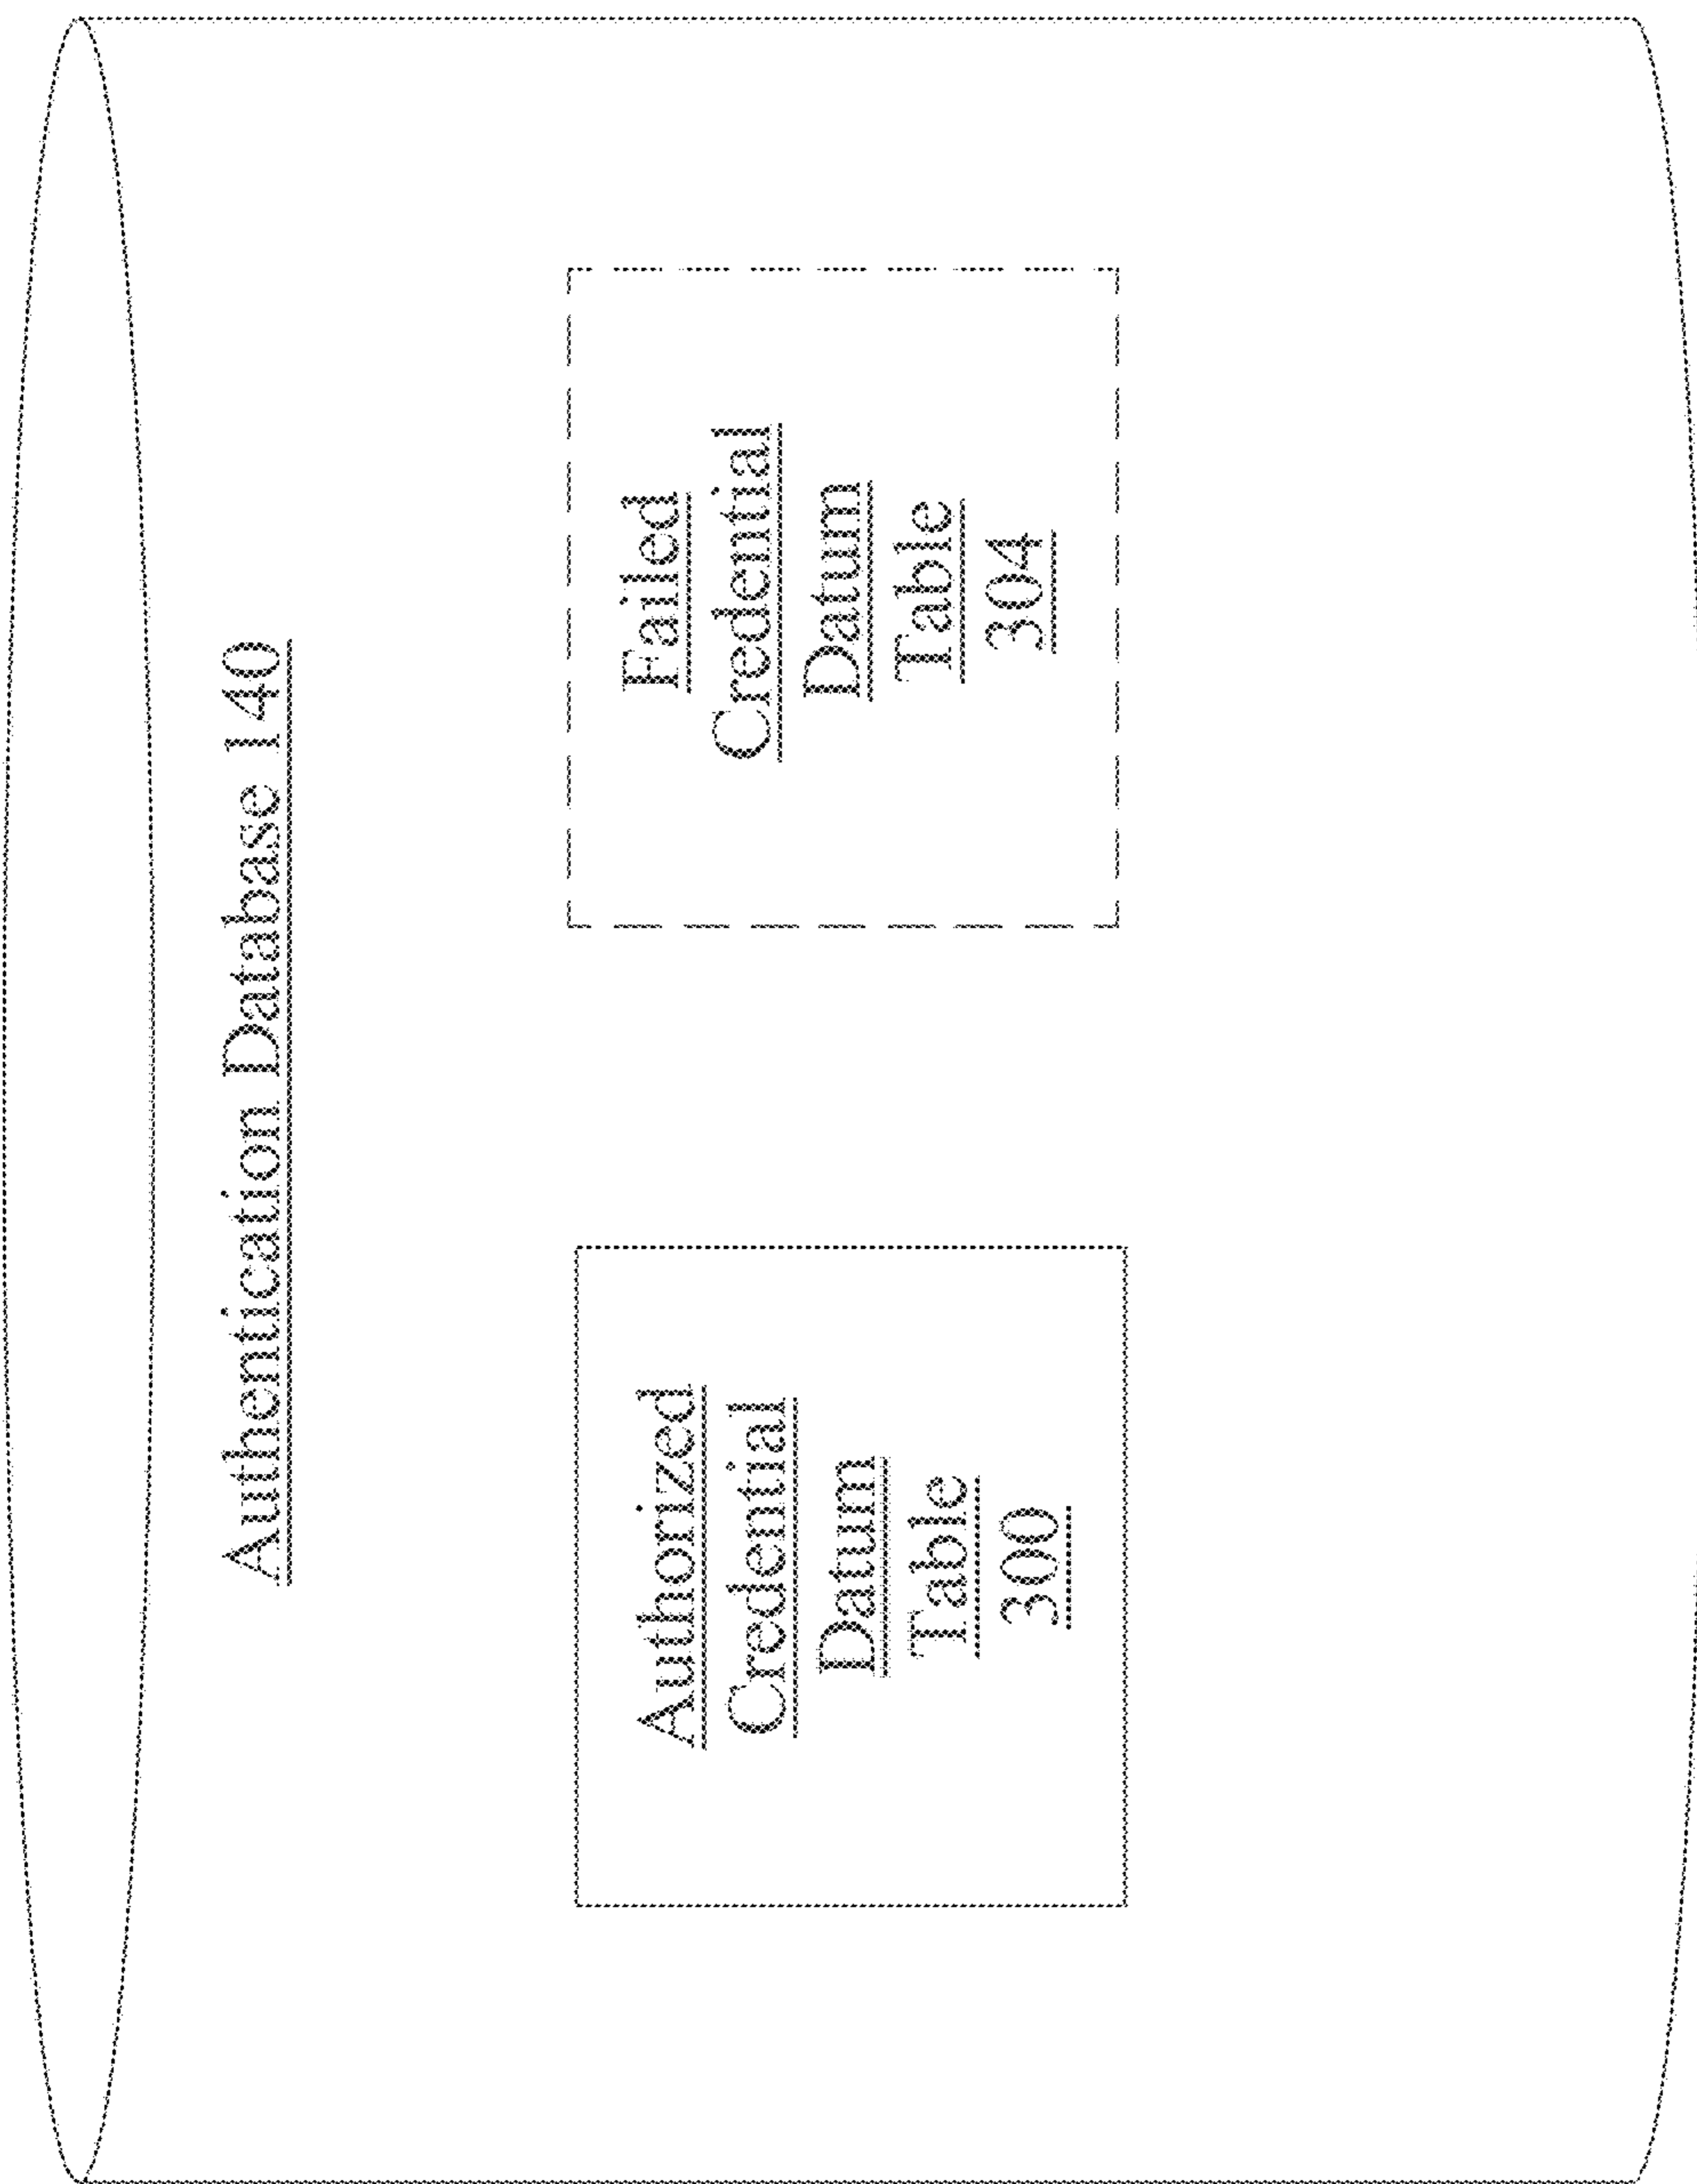 Authentication Database 140
Authorized
Credential
Datum
Table
300
Failed
Credential
Datum
Table
304